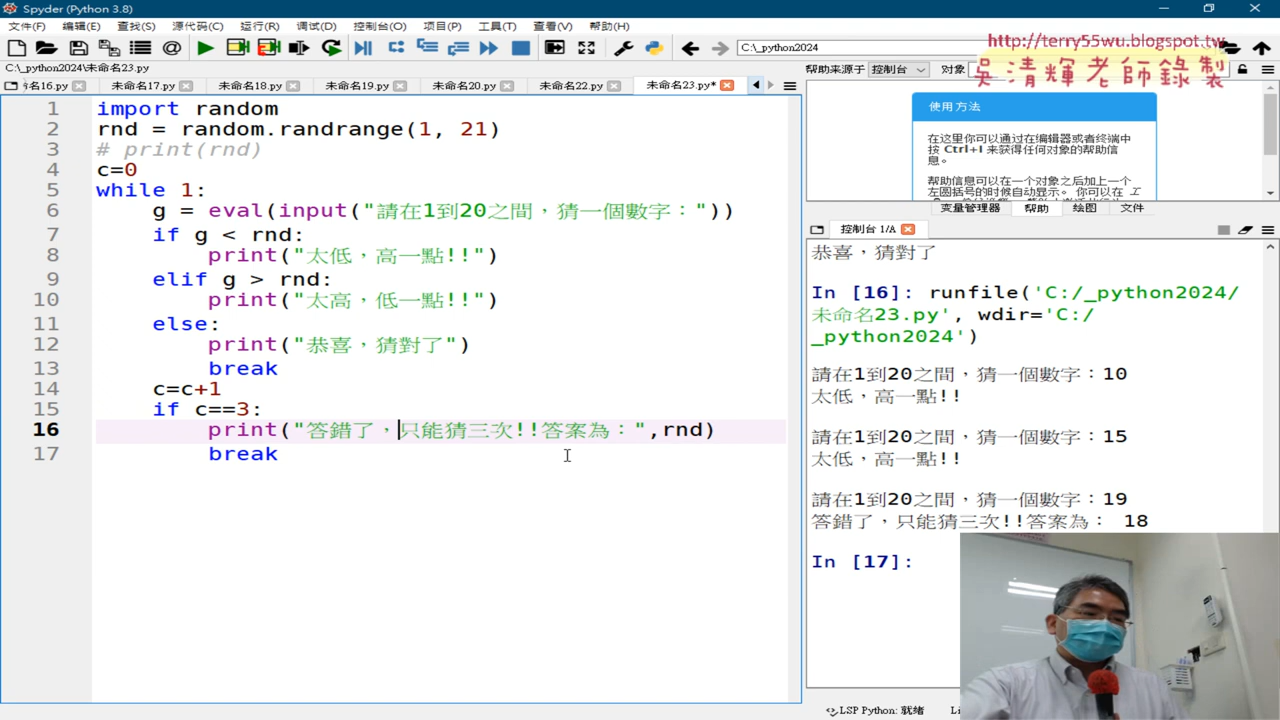 Spyder (Python 3.8)
文件(F) 编辑(E) 查找(S) 源代码(C) 运行(R) 调试(D) 控制台(O) 项目(P) 工具(T) 查看(V) 帮助(H)
C:\_python2024
http://terry55wu.blogspot.tw
吳清輝老師錄製
C:\_python2024\未命名23.py
名16.py 未命名17.py 未命名18.py 未命名19.py 未命名20.py 未命名22.py 未命名23.py*
帮助来源于 控制台 对象
1 import random
2 rnd = random.randrange(1, 21)
3 # print(rnd)
4 c=0
5 while 1:
6 g = eval(input("請在1到20之間，猜一個數字："))
7 if g < rnd:
8 print("太低，高一點!!")
9 elif g > rnd:
10 print("太高，低一點!!")
11 else:
12 print("恭喜，猜對了")
13 break
14 c=c+1
15 if c==3:
16 print("答錯了，只能猜三次!!答案為：",rnd)
17 break
使用方法
在这里你可以通过在编辑器或者终端中
按 Ctrl+I 来获得任何对象的帮助信
息。
帮助信息可以在一个对象之后加上一个
左圆括号的时候自动显示。 你可以在 工
变量管理器 帮助 绘图 文件
控制台 1/A
恭喜，猜對了
In [16]: runfile('C:/_python2024/
未命名23.py', wdir='C:/
_python2024')
請在1到20之間，猜一個數字：10
太低，高一點!!
請在1到20之間，猜一個數字：15
太低，高一點!!
請在1到20之間，猜一個數字：19
答錯了，只能猜三次!!答案為： 18
In [17]:
LSP Python: 就绪